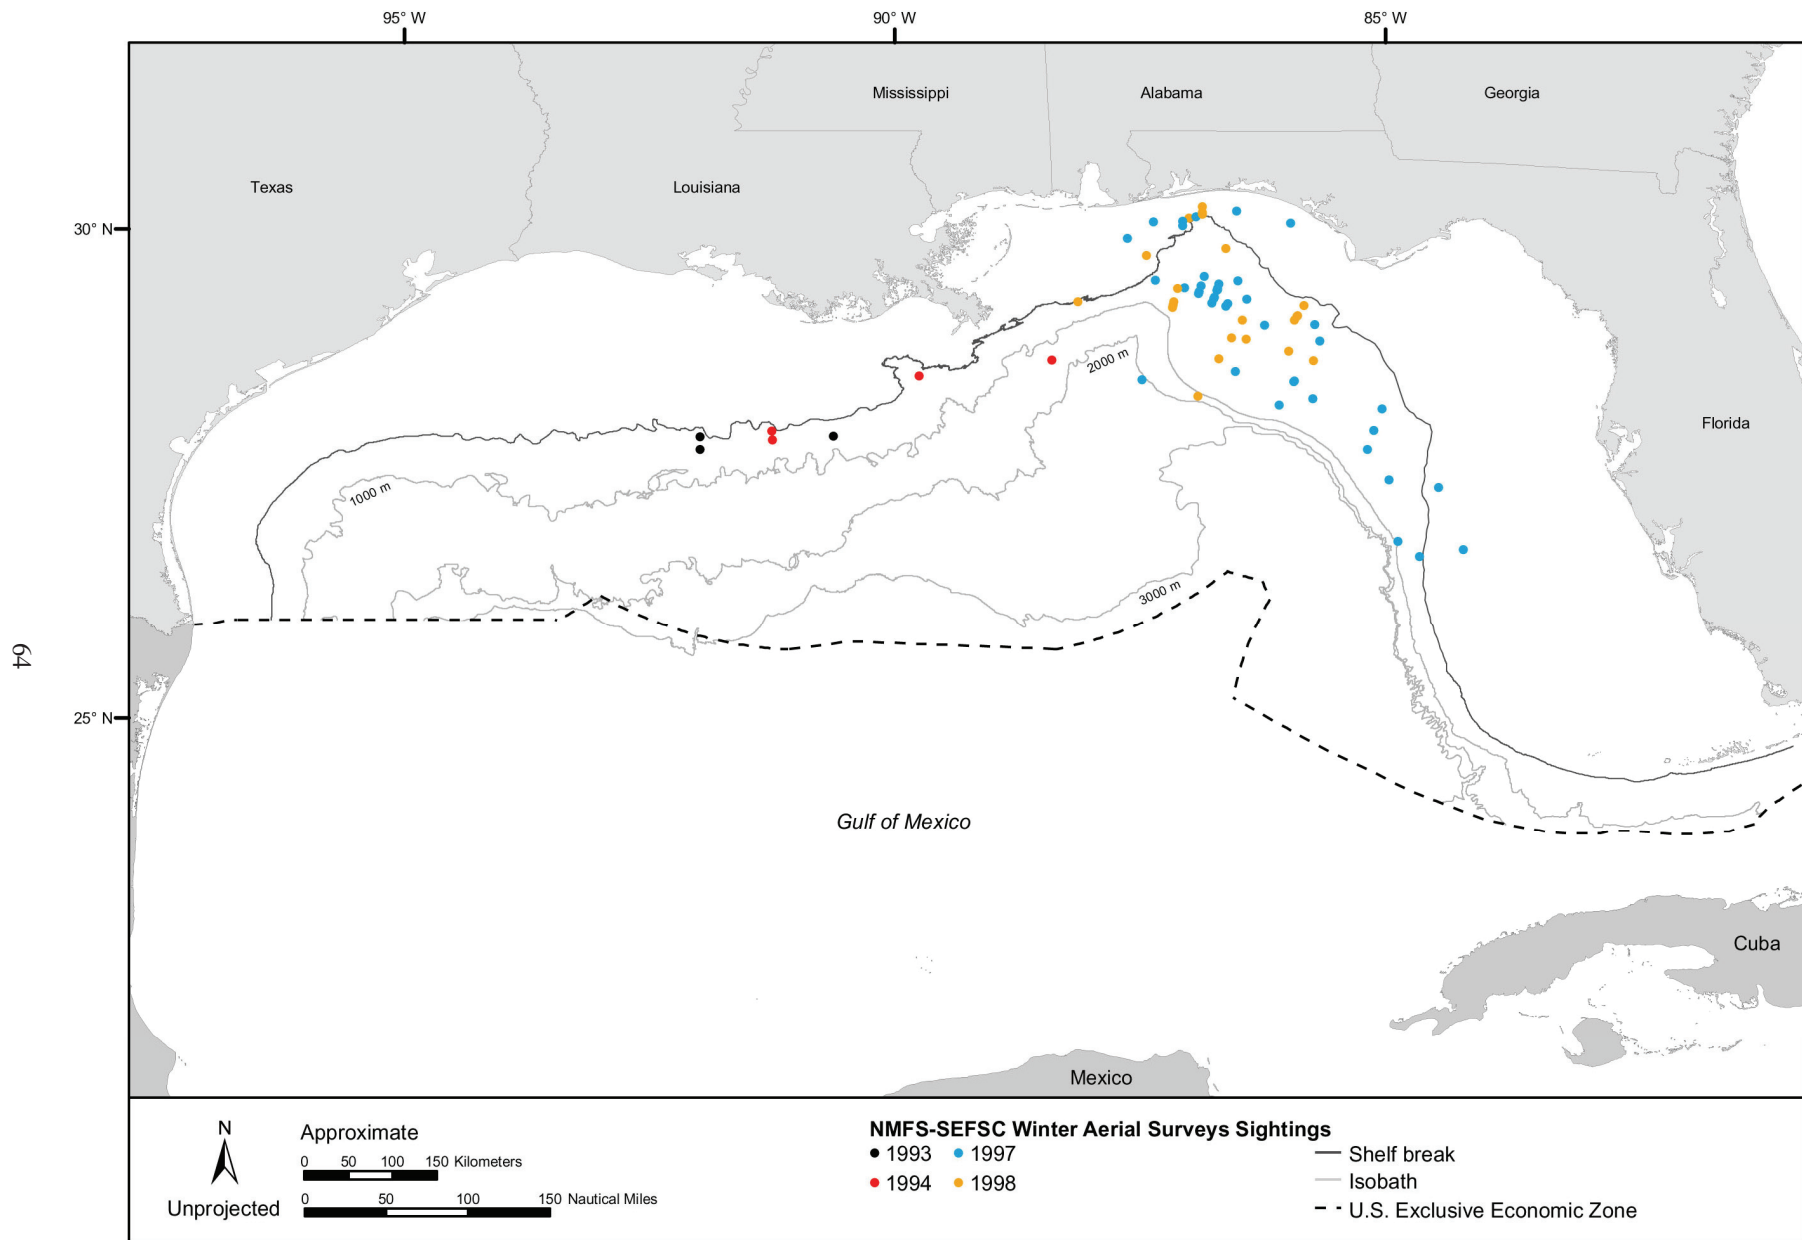 95° W
90° W
85° W
Mississippi
Alabama
Georgia
Texas
Louisiana
30° N
2000 m
Florida
1000 m
3000 m
64
25° N
Gulf of Mexico
Cuba
Mexico
N
Unprojected
Approximate
0 50 100 150 Kilometers
0 50 100 150 Nautical Miles
NMFS-SEFSC Winter Aerial Surveys Sightings
1993 1997
1994 1998
Shelf break
Isobath
U.S. Exclusive Economic Zone